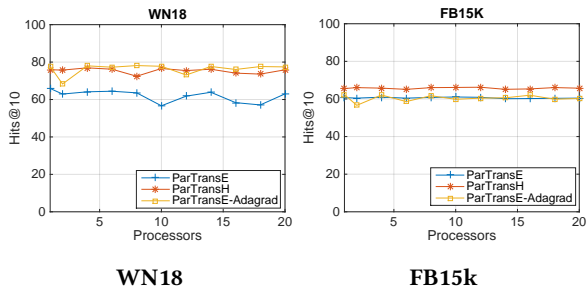 WN18
Hits@10
100
80
60
40
20
0
5
10
15
20
Processors
ParTransE
ParTransH
ParTransE-Adagrad
FB15K
Hits@10
100
80
60
40
20
0
5
10
15
20
Processors
ParTransE
ParTransH
ParTransE-Adagrad
WN18
FB15k